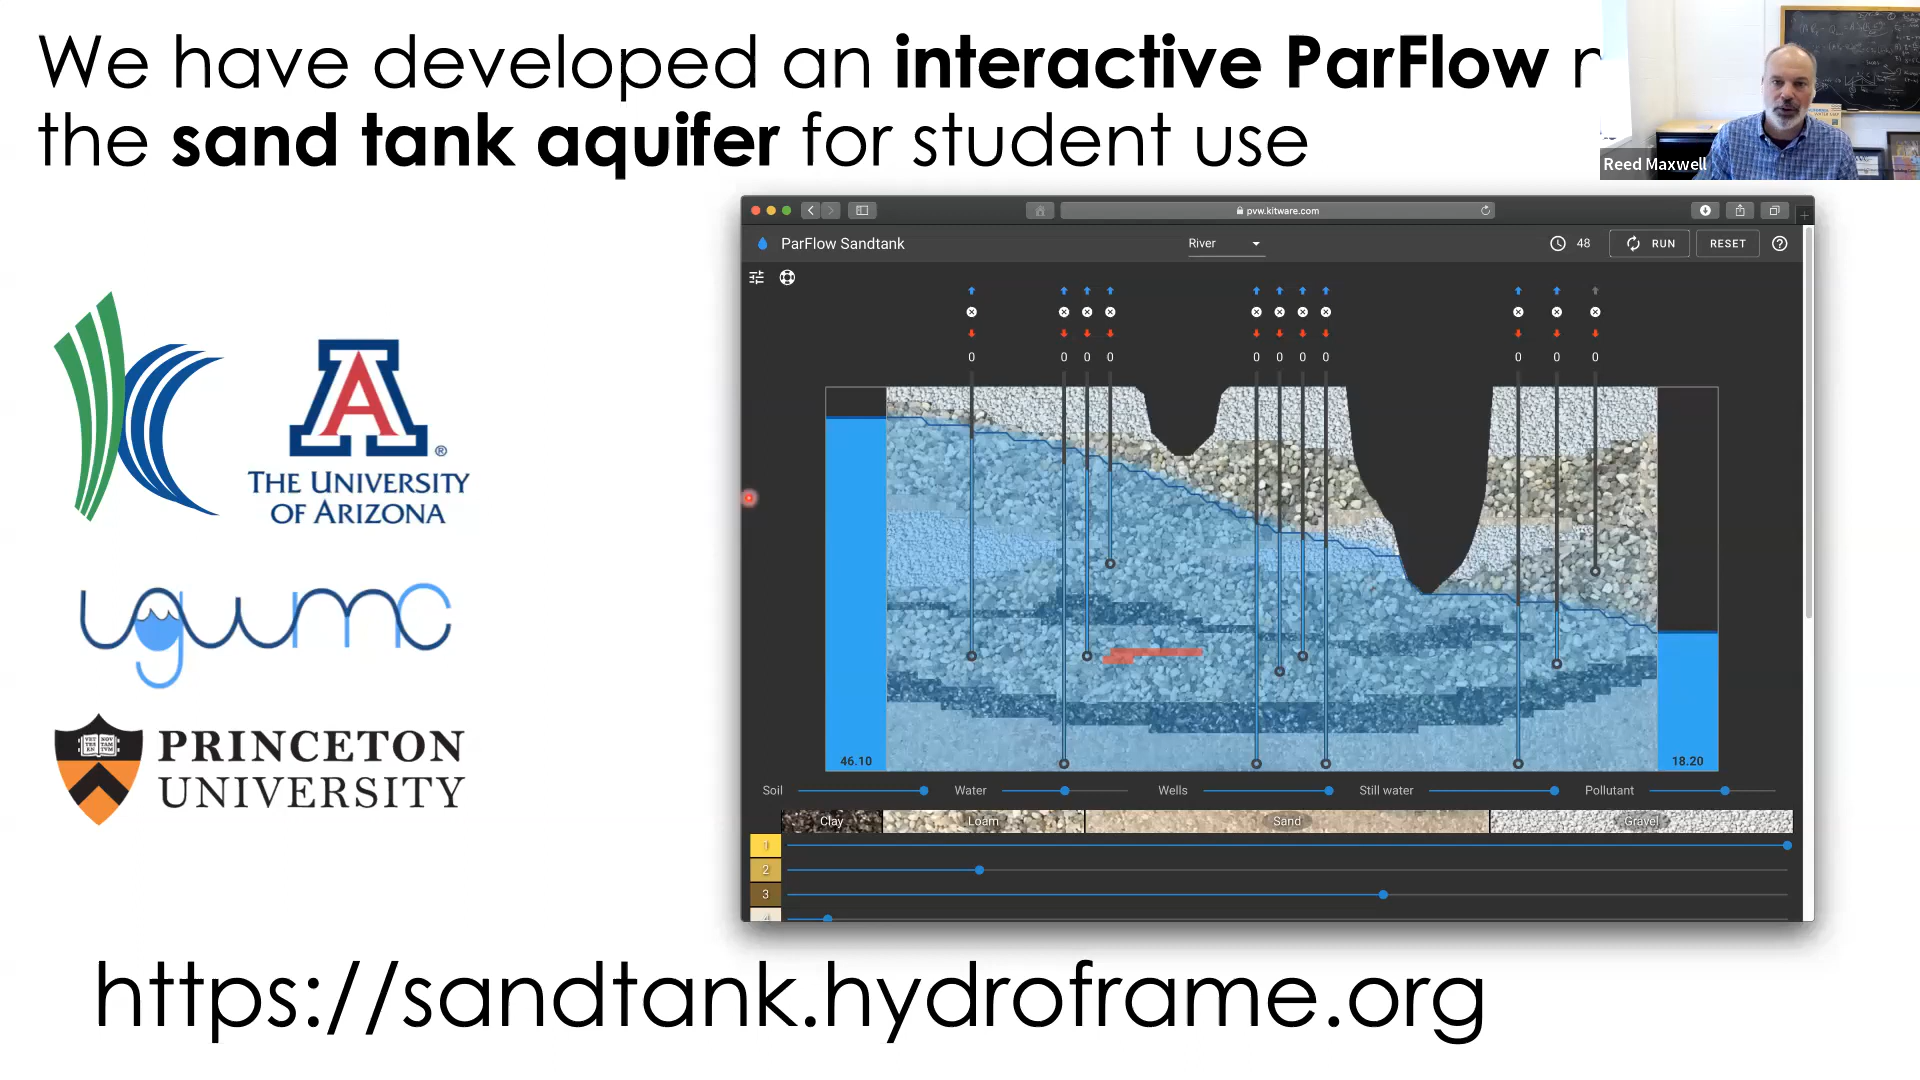 We have developed an interactive ParFlow
the sand tank aquifer for student use
Reed Maxwell
pvw.kitware.com
ParFlow Sandtank
River
48
RUN
RESET
0 0 0 0 0 0 0 0 0 0 0
THE UNIVERSITY
OF ARIZONA
ugwmc
PRINCETON
UNIVERSITY
46.10
18.20
Soil
Water
Wells
Still water
Pollutant
Clay
Loam
Sand
Gravel
1
2
3
4
https://sandtank.hydroframe.org